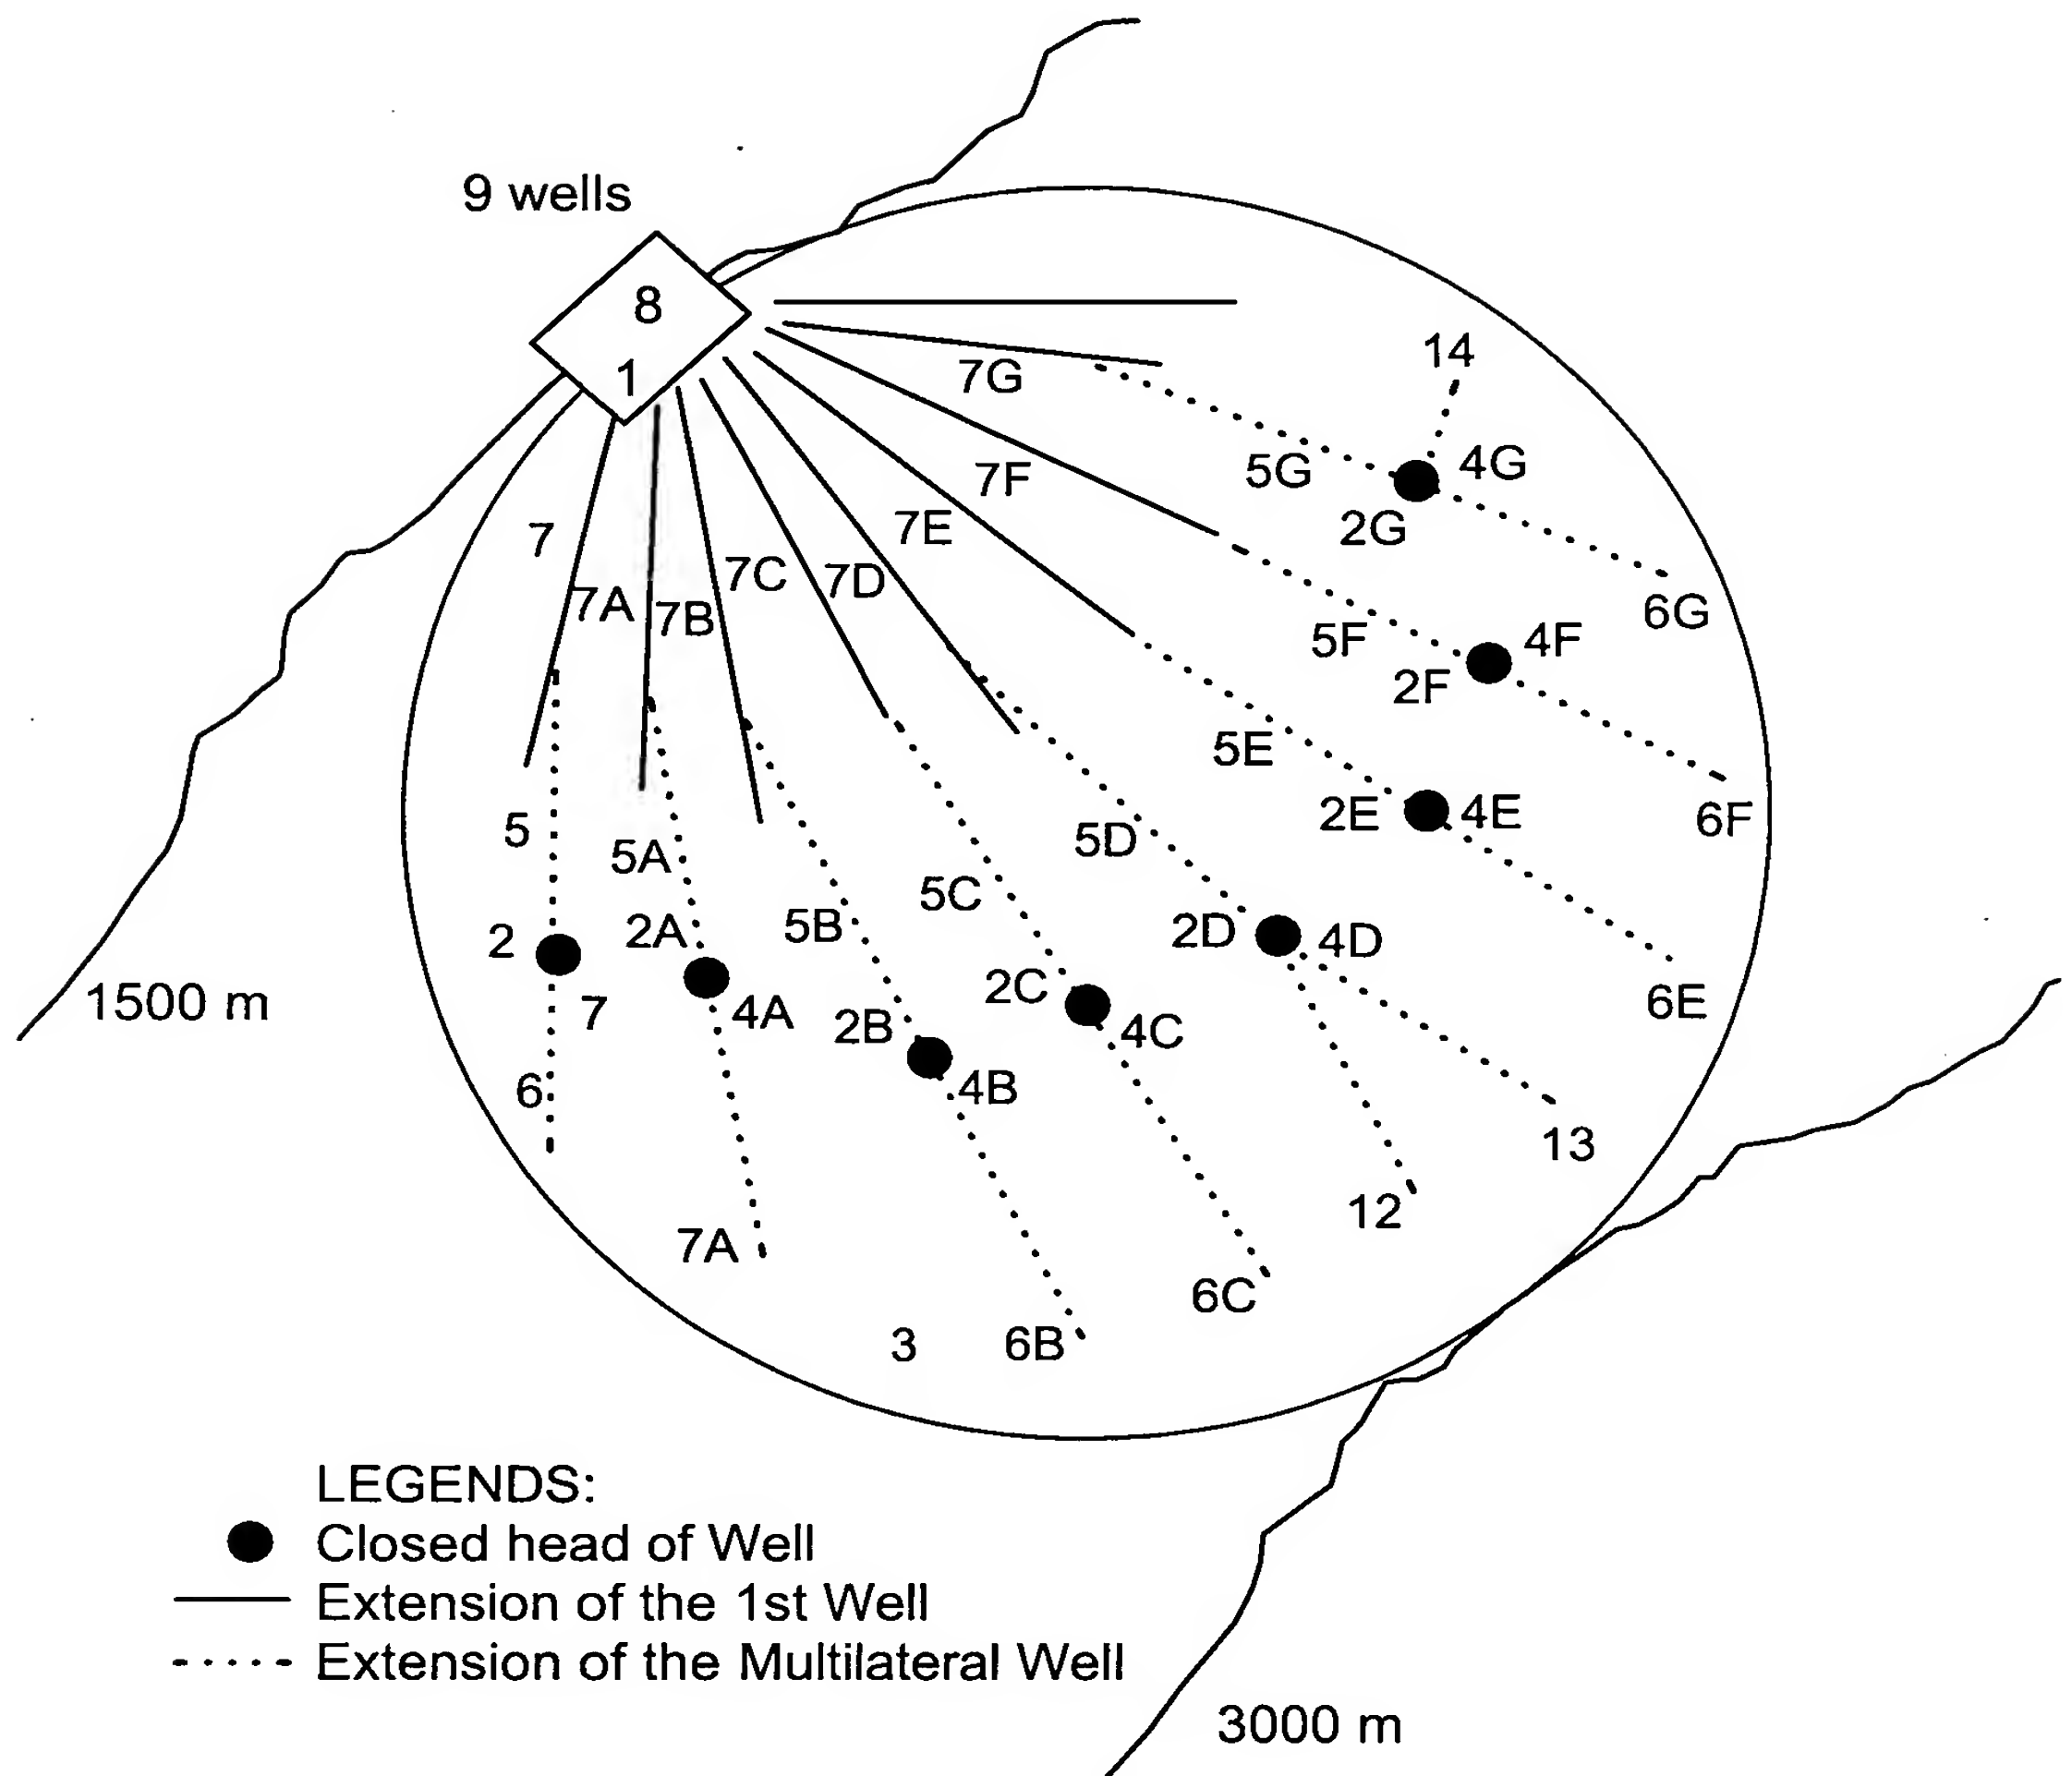 9 wells
8
1
14
7G
4G
5G
7F
2G
7E
7
7C
7D
7A
7B
6G
5F
4F
2F
5E
2E
4E
6F
5
5D
5A
5C
5B
2
2A
2D
4D
1500 m
7
4A
2B
2C
4C
6E
6
4B
13
12
7A
6C
3
6B
LEGENDS:
Closed head of Well
Extension of the 1st Well
Extension of the Multilateral Well
3000 m